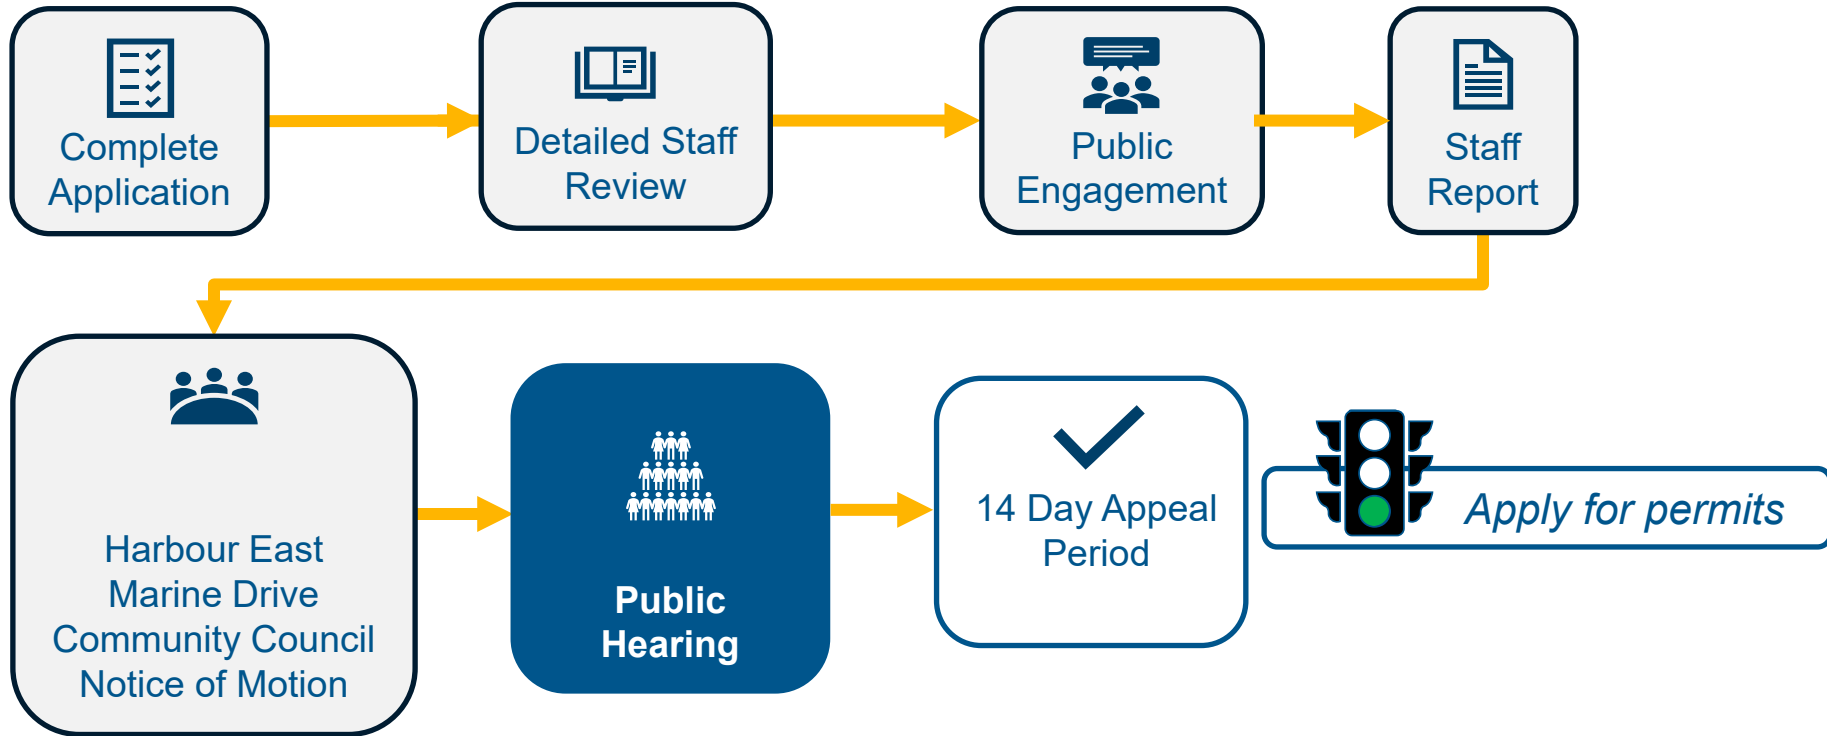 Complete
Application
Detailed Staff
Review
Public
Engagement
Staff
Report
Harbour East
Marine Drive
Community Council
Notice of Motion
Public
Hearing
14 Day Appeal
Period
Apply for permits